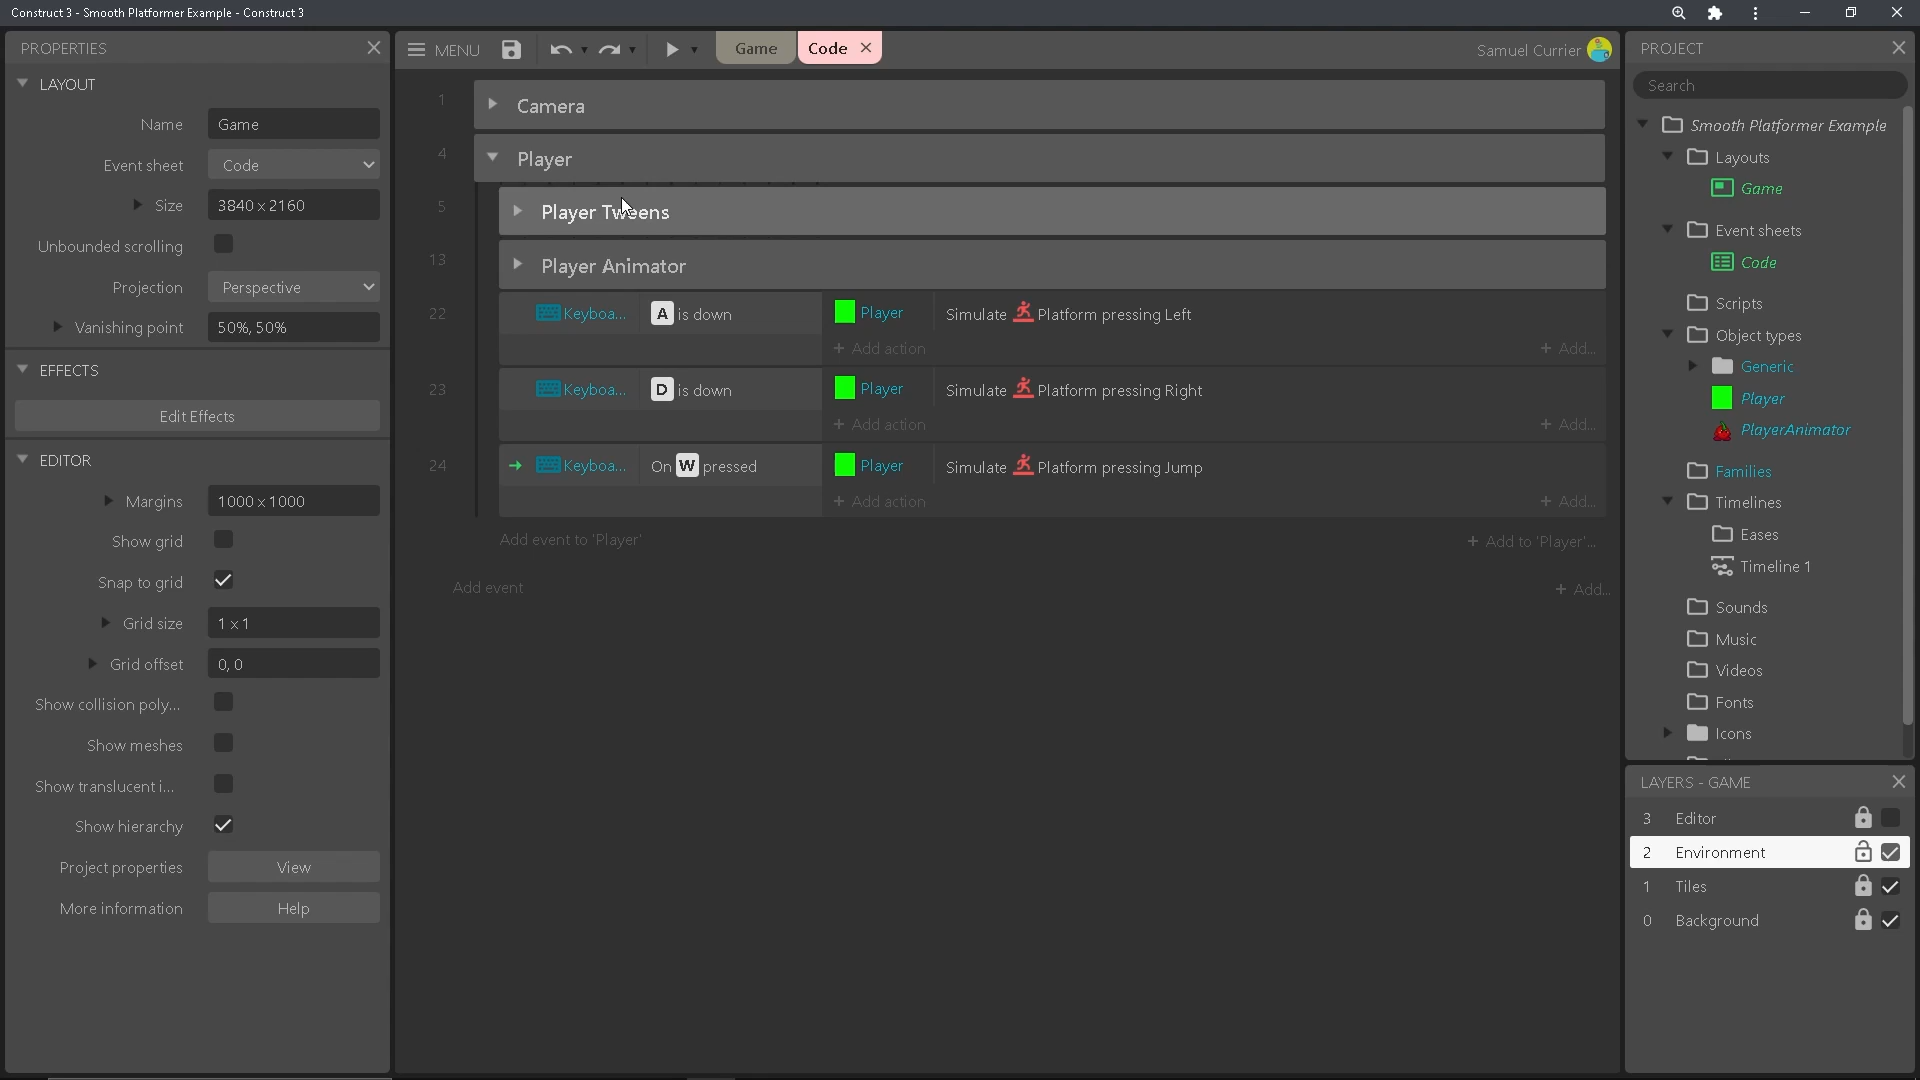 Construct 3 - Smooth Platformer Example - Construct 3
PROPERTIES
LAYOUT
Name Game
Event sheet Code
Size 3840 x 2160
Unbounded scrolling
Projection Perspective
Vanishing point 50%, 50%
EFFECTS
Edit Effects
EDITOR
Margins 1000 x 1000
Show grid
Snap to grid
Grid size 1 x 1
Grid offset 0, 0
Show collision poly...
Show meshes
Show translucent i...
Show hierarchy
Project properties View
More information Help
MENU
Game
Code
Samuel Currier
1 Camera
4 Player
5 Player Tweens
13 Player Animator
22 Keyboa... A is down Player Simulate Platform pressing Left
+ Add action + Add...
23 Keyboa... D is down Player Simulate Platform pressing Right
+ Add action + Add...
24 Keyboa... On W pressed Player Simulate Platform pressing Jump
+ Add action + Add...
Add event to 'Player' + Add to 'Player'...
Add event + Add...
PROJECT
Search
Smooth Platformer Example
Layouts
Game
Event sheets
Code
Scripts
Object types
Generic
Player
PlayerAnimator
Families
Timelines
Eases
Timeline 1
Sounds
Music
Videos
Fonts
Icons
LAYERS - GAME
3 Editor
2 Environment
1 Tiles
0 Background